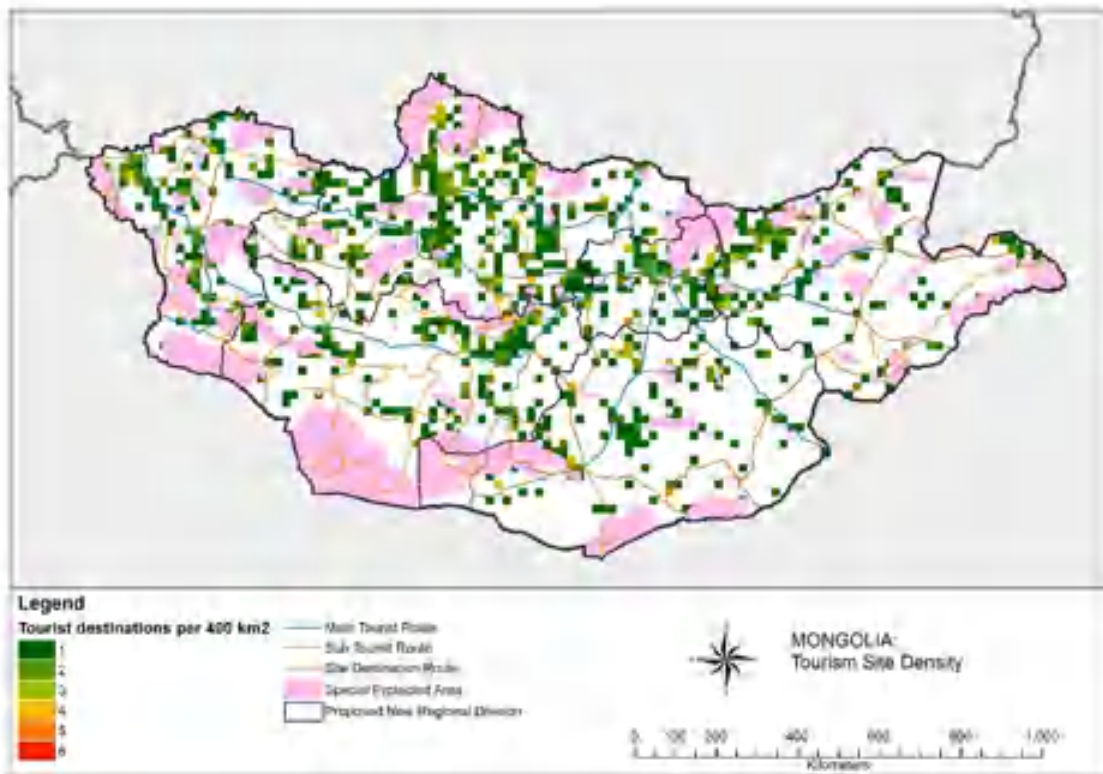 Legend
Tourist destinations per 400 km2
1
2
3
4
5
6
Main Tourist Route
Sub Tourist Route
Site Destination Route
Special Protected Area
Proposed New Regional Division
MONGOLIA:
Tourism Site Density
0 100 200 400 600 800 1,000
Kilometers